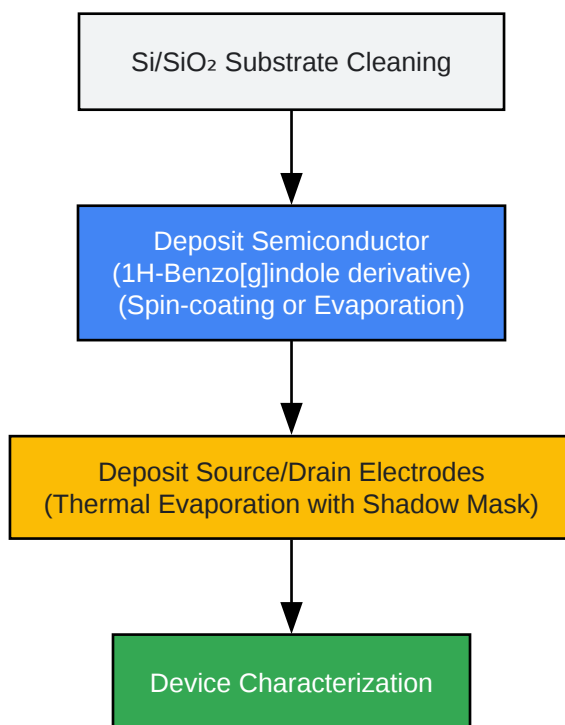 Si/SiO₂ Substrate Cleaning
Deposit Semiconductor
(1H-Benzo[g]indole derivative)
(Spin-coating or Evaporation)
Deposit Source/Drain Electrodes
(Thermal Evaporation with Shadow Mask)
Device Characterization